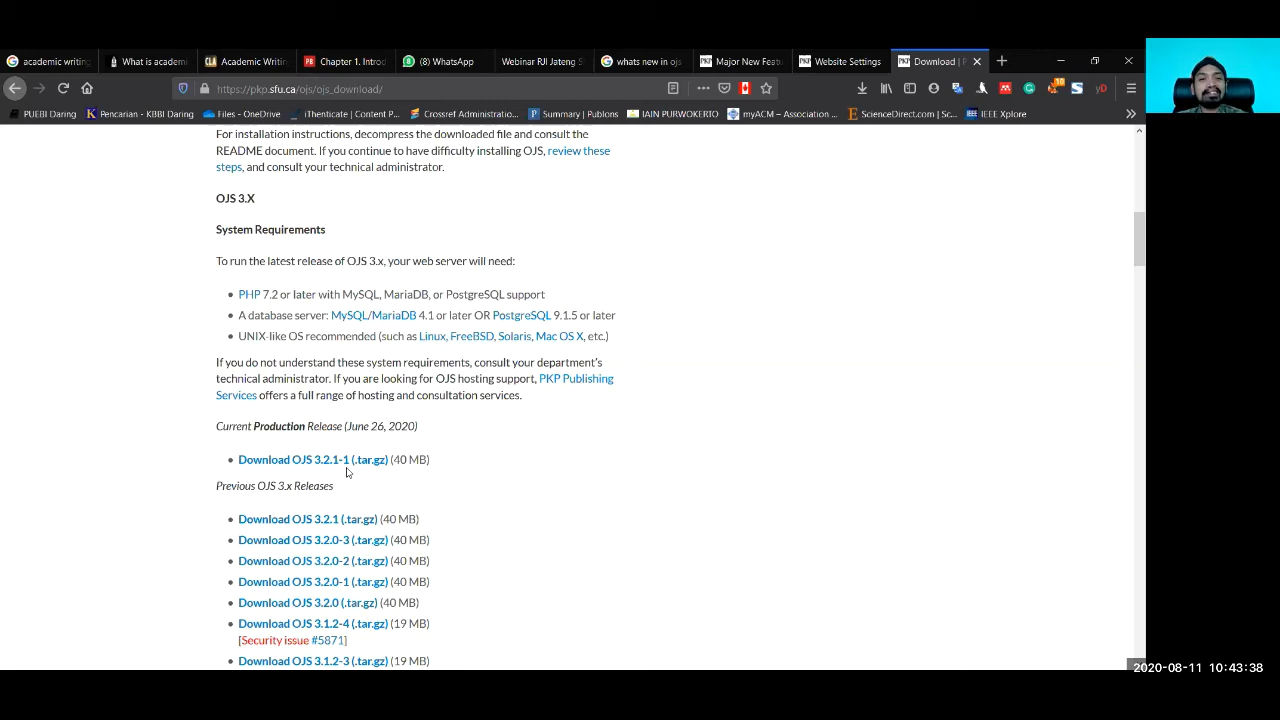 academic writing
What is academi
Academic Writin
Chapter 1. Introd
(8) WhatsApp
Webinar RJI Jateng S
whats new in ojs
Major New Featu
Website Settings
Download | P
https://pkp.sfu.ca/ojs/ojs_download/
PUEBI Daring
Pencarian - KBBI Daring
Files - OneDrive
iThenticate | Content P...
Crossref Administratio...
Summary | Publons
IAIN PURWOKERTO
myACM – Association ...
ScienceDirect.com | Sc...
IEEE Xplore
For installation instructions, decompress the downloaded file and consult the
README document. If you continue to have difficulty installing OJS, review these
steps, and consult your technical administrator.
OJS 3.X
System Requirements
To run the latest release of OJS 3.x, your web server will need:
• PHP 7.2 or later with MySQL, MariaDB, or PostgreSQL support
• A database server: MySQL/MariaDB 4.1 or later OR PostgreSQL 9.1.5 or later
• UNIX-like OS recommended (such as Linux, FreeBSD, Solaris, Mac OS X, etc.)
If you do not understand these system requirements, consult your department's
technical administrator. If you are looking for OJS hosting support, PKP Publishing
Services offers a full range of hosting and consultation services.
Current Production Release (June 26, 2020)
• Download OJS 3.2.1-1 (.tar.gz) (40 MB)
Previous OJS 3.x Releases
• Download OJS 3.2.1 (.tar.gz) (40 MB)
• Download OJS 3.2.0-3 (.tar.gz) (40 MB)
• Download OJS 3.2.0-2 (.tar.gz) (40 MB)
• Download OJS 3.2.0-1 (.tar.gz) (40 MB)
• Download OJS 3.2.0 (.tar.gz) (40 MB)
• Download OJS 3.1.2-4 (.tar.gz) (19 MB)
[Security issue #5871]
• Download OJS 3.1.2-3 (.tar.gz) (19 MB)
2020-08-11 10:43:38